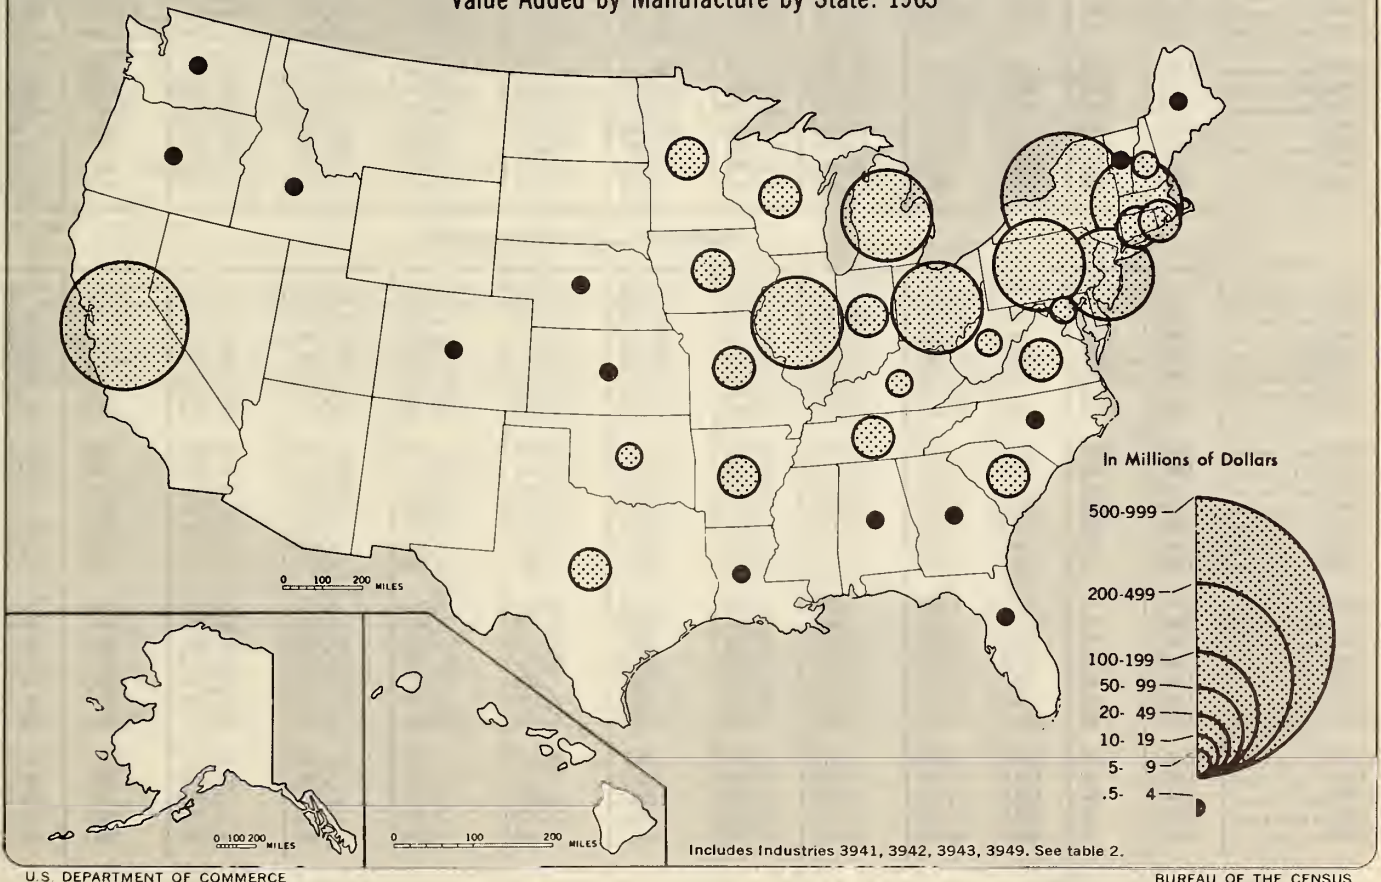 Value Added by Manufacture by State: 1963
In Millions of Dollars
500-999
200-499
100-199
50- 99
20- 49
10- 19
5- 9
.5- 4
0 100 200 MILES
0 100 200 MILES
0 100 200 MILES
Includes Industries 3941, 3942, 3943, 3949. See table 2.
U.S. DEPARTMENT OF COMMERCE
BUREAU OF THE CENSUS